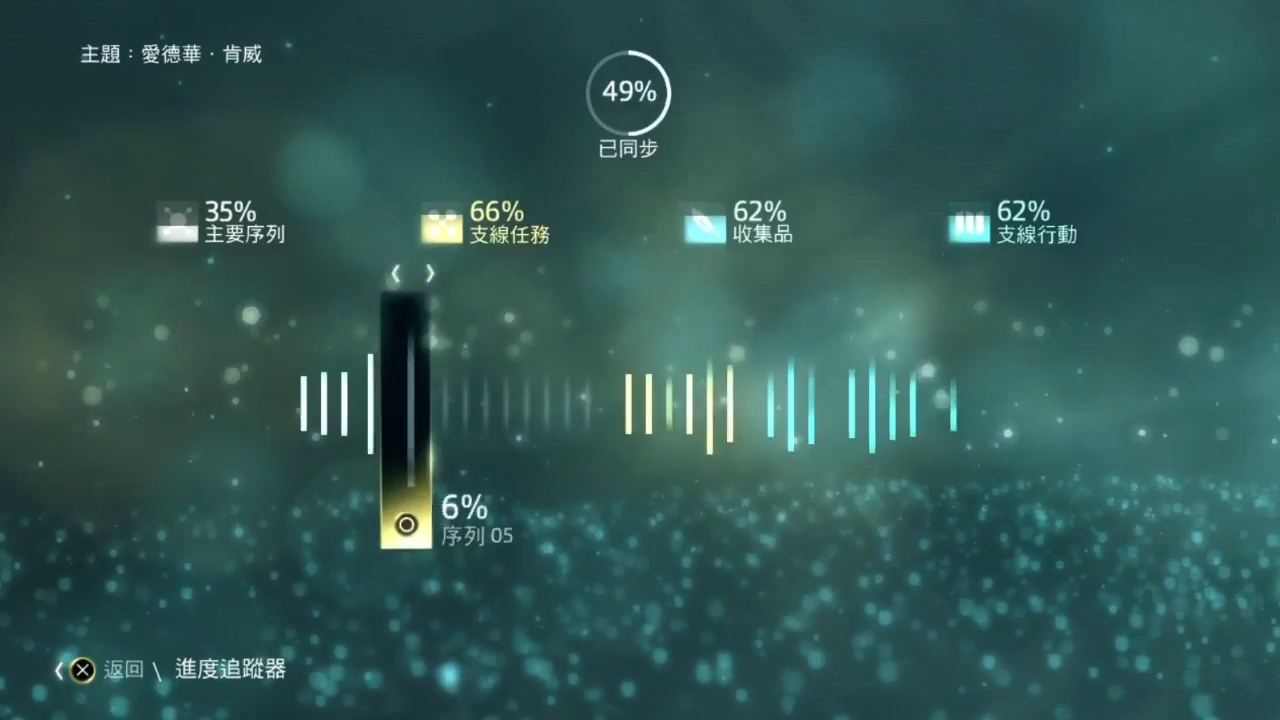 主題：愛德華·肯威
49%
已同步
35%
主要序列
66%
支線任務
62%
收集品
62%
支線行動
6%
序列 05
返回 \ 進度追蹤器